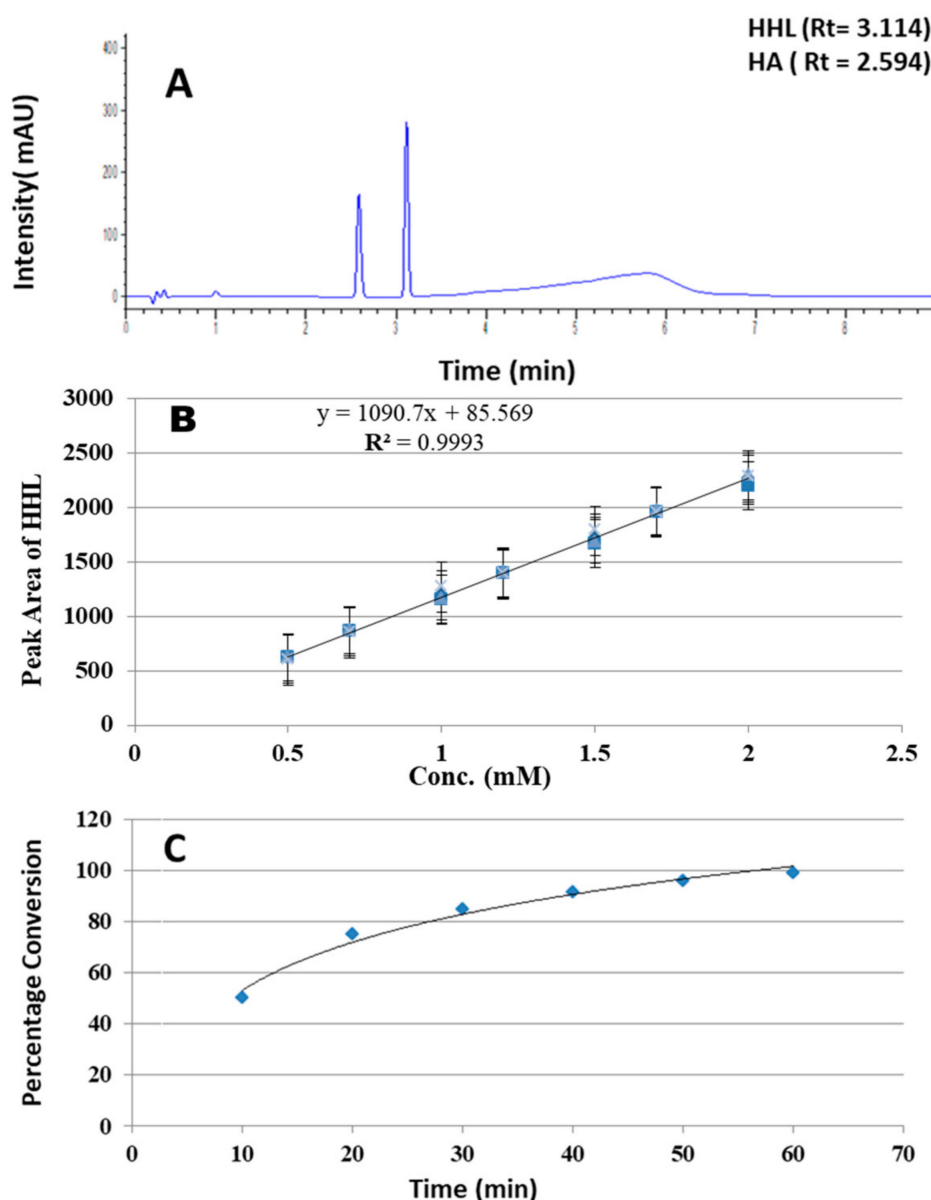 HHL (Rt= 3.114)
HA ( Rt = 2.594)
A
Intensity( mAU)
400
300
200
100
0
0 1 2 3 4 5 6 7 8
Time (min)
B
y = 1090.7x + 85.569
R² = 0.9993
Peak Area of HHL
3000
2500
2000
1500
1000
500
0
0 0.5 1 1.5 2 2.5
Conc. (mM)
C
Percentage Conversion
120
100
80
60
40
20
0
0 10 20 30 40 50 60 70
Time (min)